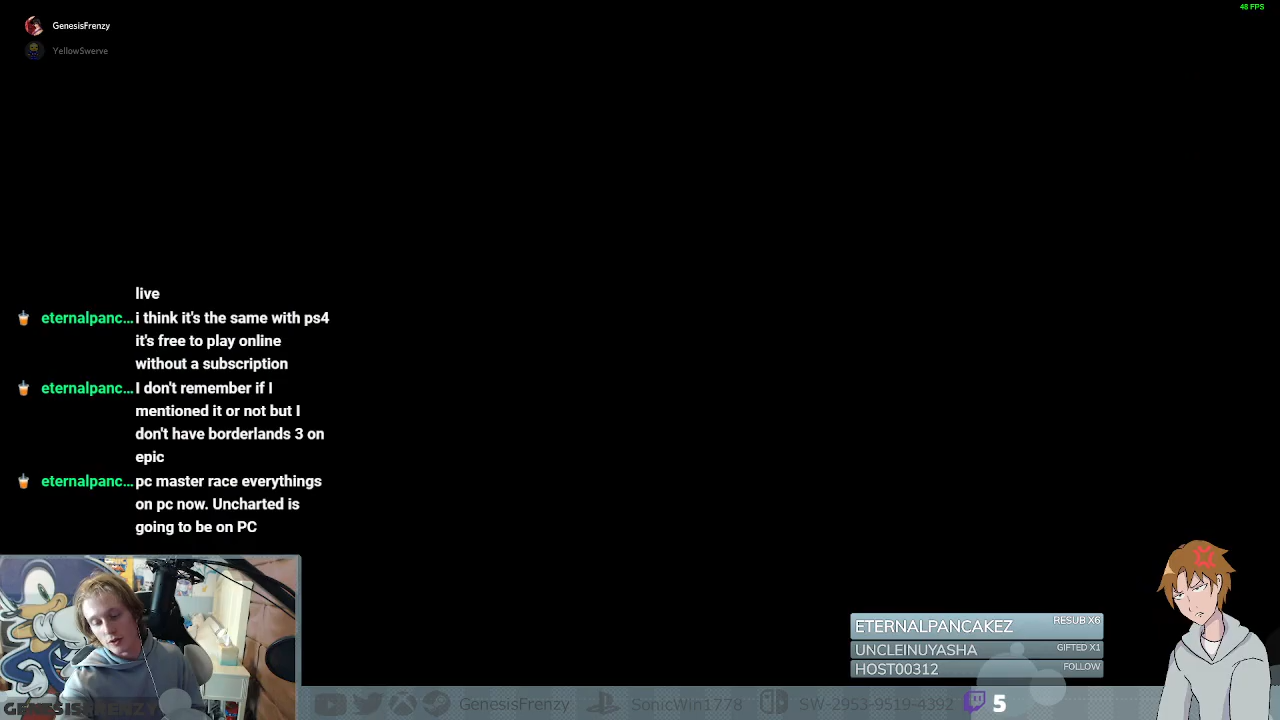 48 FPS
GenesisFrenzy
YellowSwerve
live
eternalpanc... i think it's the same with ps4
it's free to play online
without a subscription
eternalpanc... I don't remember if I
mentioned it or not but I
don't have borderlands 3 on
epic
eternalpanc... pc master race everythings
on pc now. Uncharted is
going to be on PC
ETERNALPANCAKEZ RESUB X6
UNCLEINUYASHA GIFTED X1
HOST00312 FOLLOW
GENESISFRENZY
GenesisFrenzy SonicWin1778 SW-2953-9519-4392 5